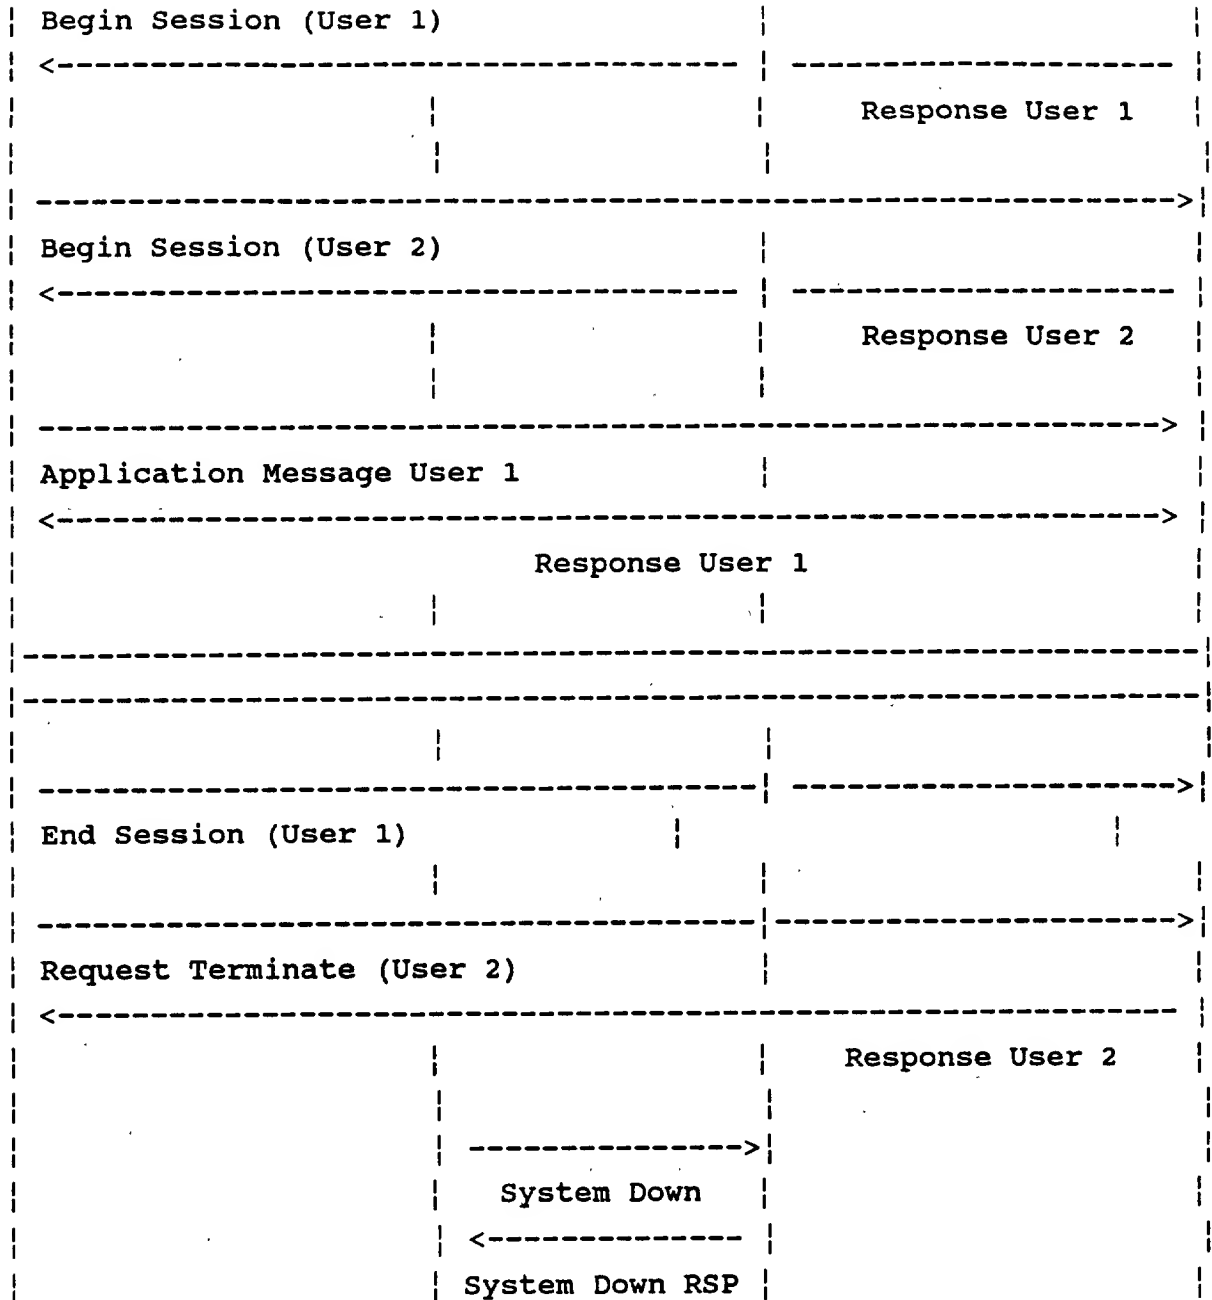 Begin Session (User 1)
Response User 1
Begin Session (User 2)
Response User 2
Application Message User 1
Response User 1
End Session (User 1)
Request Terminate (User 2)
Response User 2
System Down
System Down RSP